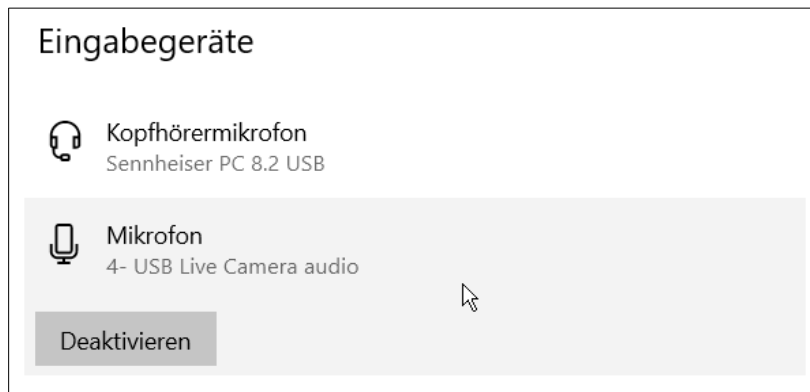 Eingabegeräte
Kopfhörermikrofon
Sennheiser PC 8.2 USB
Mikrofon
4- USB Live Camera audio
Deaktivieren